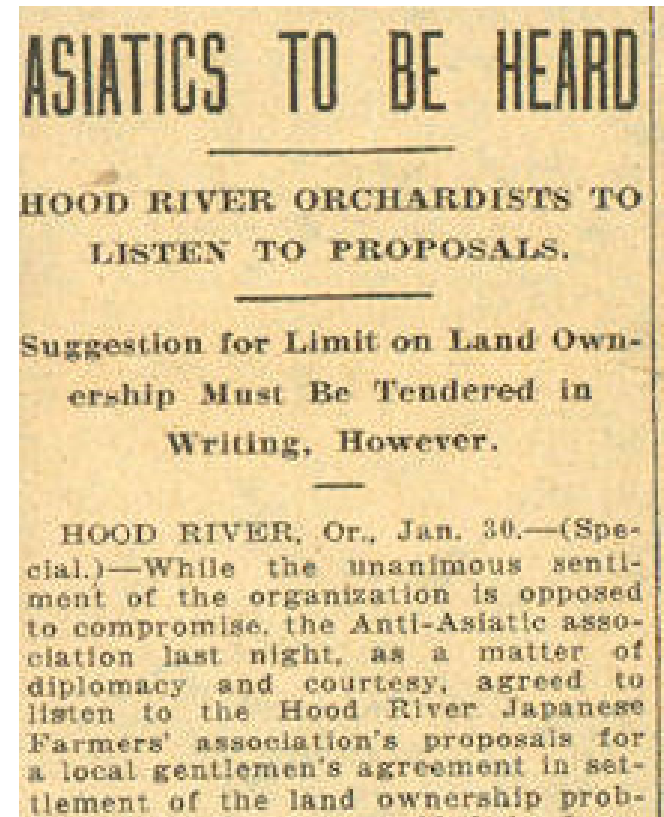 ASIATICS TO BE HEARD
HOOD RIVER ORCHARDISTS TO
LISTEN TO PROPOSALS.
Suggestion for Limit on Land Own-
ership Must Be Tendered in
Writing, However.
HOOD RIVER, Or., Jan. 30.—(Spe-
cial.)—While the unanimous senti-
ment of the organization is opposed
to compromise, the Anti-Asiatic asso-
ciation last night, as a matter of
diplomacy and courtesy, agreed to
listen to the Hood River Japanese
Farmers' association's proposals for
a local gentlemen's agreement in set-
tlement of the land ownership prob-